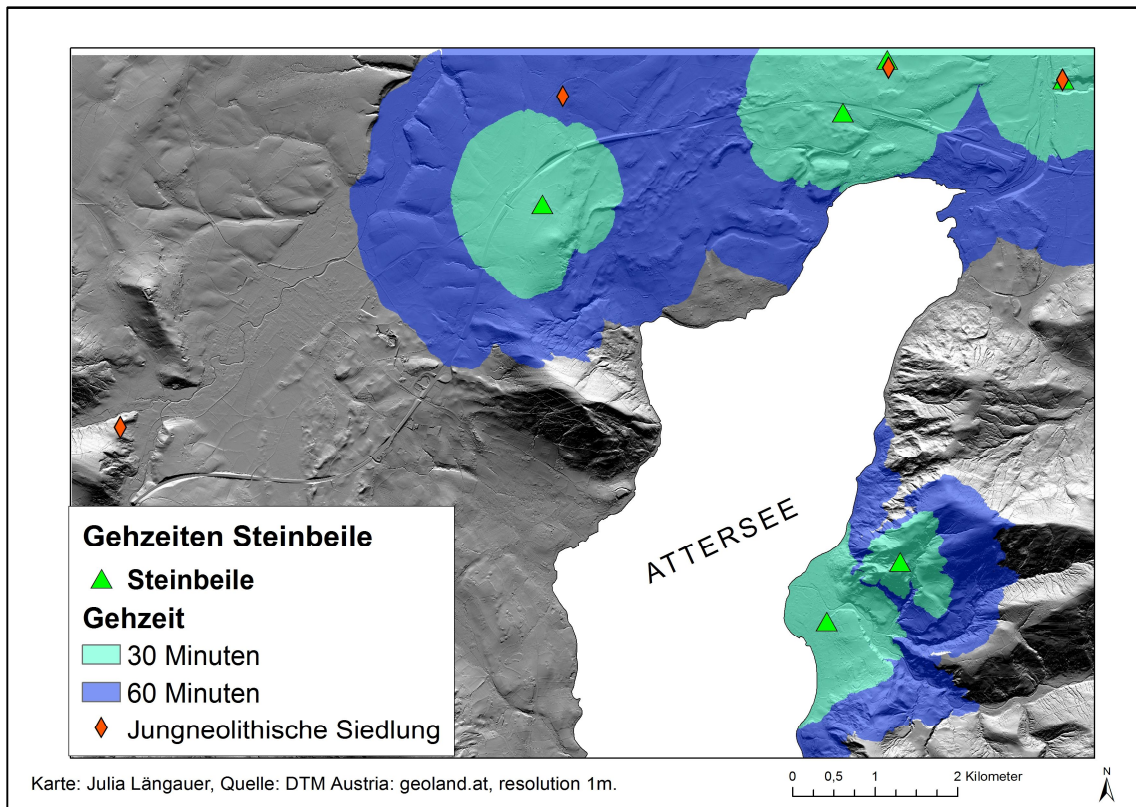 ATTERSEE
Gehzeiten Steinbeile
Steinbeile
Gehzeit
30 Minuten
60 Minuten
Jungneolithische Siedlung
Karte: Julia Längauer, Quelle: DTM Austria: geoland.at, resolution 1m.
0 0,5 1 2 Kilometer
N